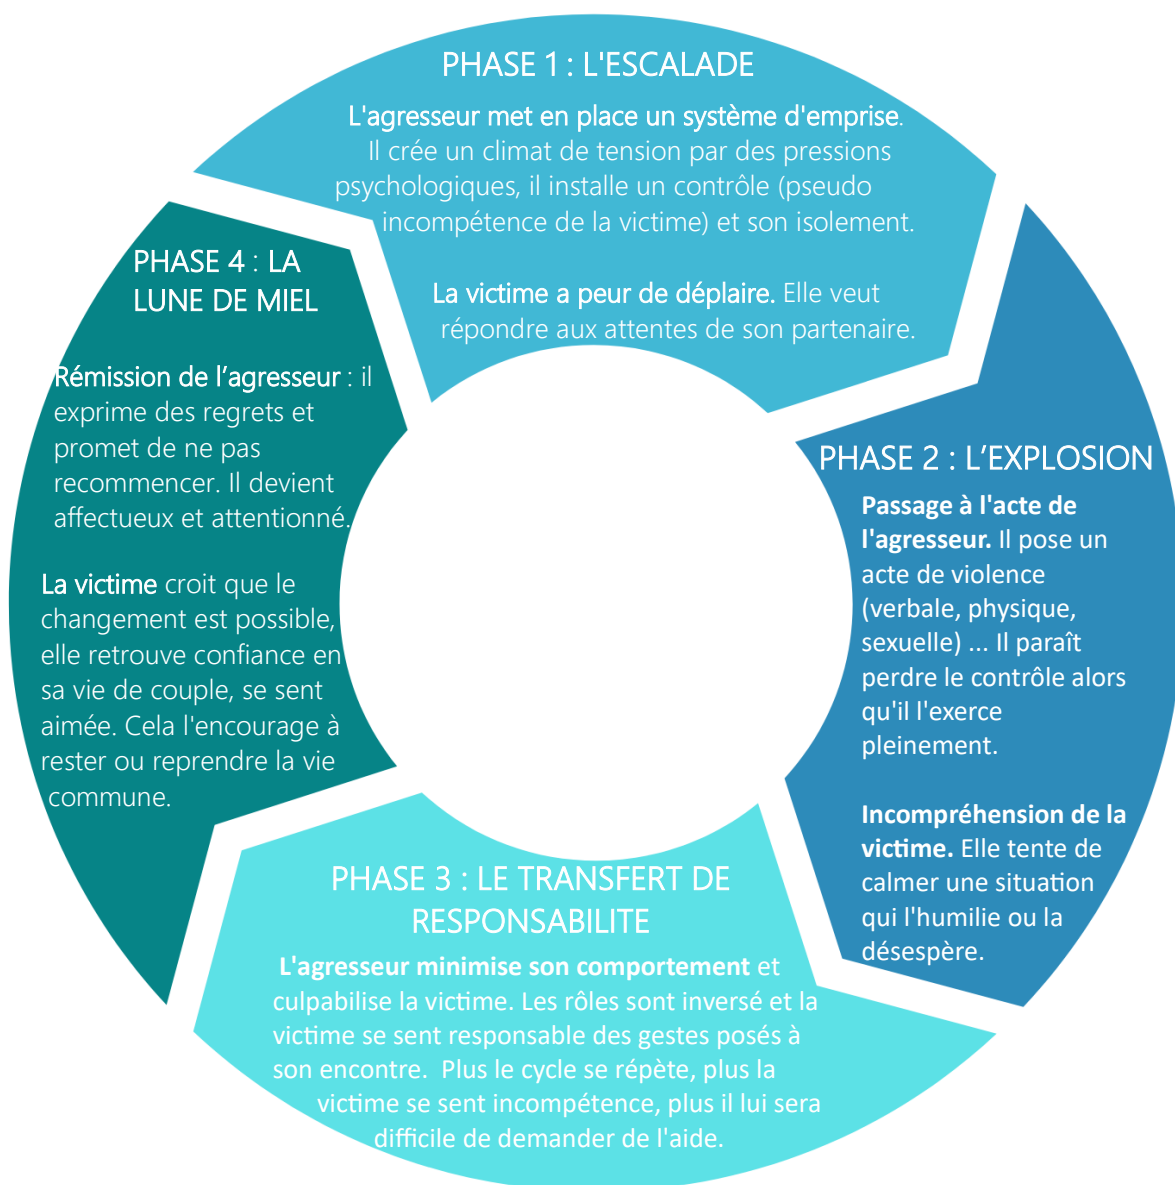 PHASE 1 : L'ESCALADE
L'agresseur met en place un système d'emprise.
Il crée un climat de tension par des pressions
psychologiques, il installe un contrôle (pseudo
incompétence de la victime) et son isolement.
La victime a peur de déplaire. Elle veut
répondre aux attentes de son partenaire.
PHASE 2 : L’EXPLOSION
Passage à l'acte de
l'agresseur. Il pose un
acte de violence
(verbale, physique,
sexuelle) ... Il paraît
perdre le contrôle alors
qu'il l'exerce
pleinement.
Incompréhension de la
victime. Elle tente de
calmer une situation
qui l'humilie ou la
désespère.
PHASE 3 : LE TRANSFERT DE
RESPONSABILITE
L'agresseur minimise son comportement et
culpabilise la victime. Les rôles sont inversé et la
victime se sent responsable des gestes posés à
son encontre. Plus le cycle se répète, plus la
victime se sent incompétence, plus il lui sera
difficile de demander de l'aide.
PHASE 4 : LA
LUNE DE MIEL
Rémission de l’agresseur : il
exprime des regrets et
promet de ne pas
recommencer. Il devient
affectueux et attentionné.
La victime croit que le
changement est possible,
elle retrouve confiance en
sa vie de couple, se sent
aimée. Cela l'encourage à
rester ou reprendre la vie
commune.